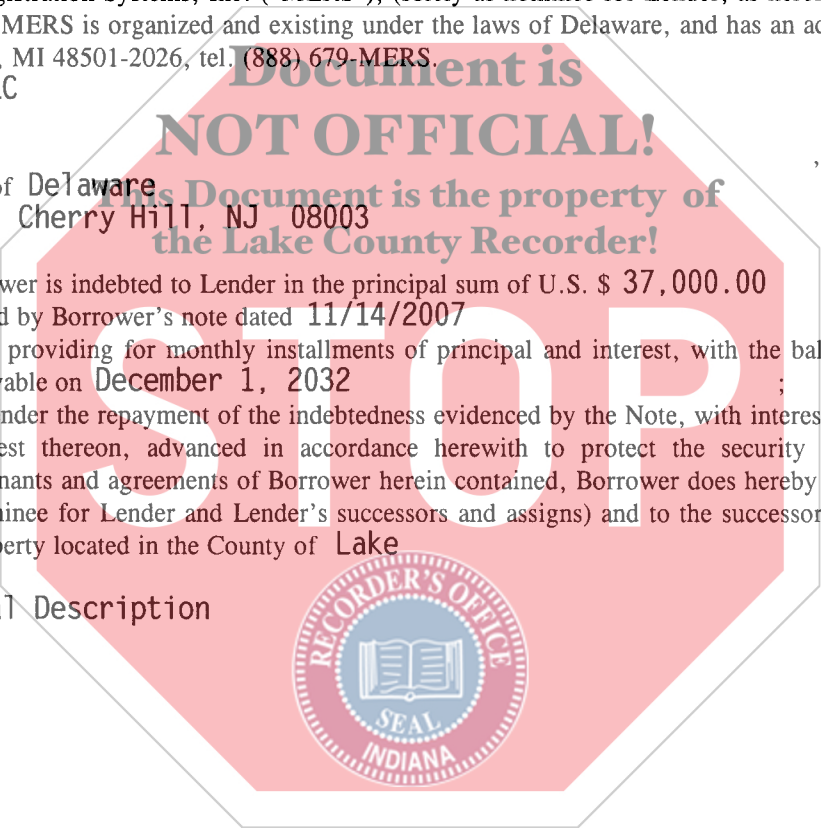 MERS is organized and existing under the laws of Delaware, and has an
, MI 48501-2026, tel. (888) 679-MERS.
Document is
NOT OFFICIAL!
of Delaware
This Document is the property of
Cherry Hill, NJ 08003
the Lake County Recorder!
wer is indebted to Lender in the principal sum of U.S. $ 37,000.00
d by Borrower's note dated 11/14/2007
providing for monthly installments of principal and interest, with the bal
yable on December 1, 2032 ;
STOP
nder the repayment of the indebtedness evidenced by the Note, with interes
est thereon, advanced in accordance herewith to protect the security
nants and agreements of Borrower herein contained, Borrower does hereby
inee for Lender and Lender's successors and assigns) and to the successor
perty located in the County of Lake
l Description
RECORDER'S OFFICE
SEAL
INDIANA